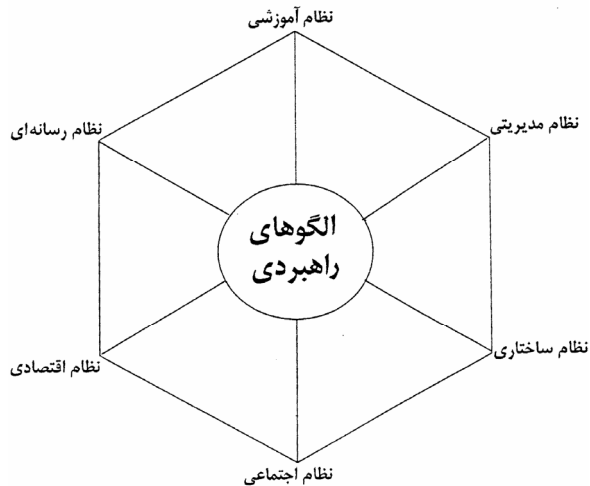 نظام آموزشی
نظام مدیریتی
نظام رسانه‌ای
الگوهای
راهبردی
نظام ساختاری
نظام اقتصادی
نظام اجتماعی